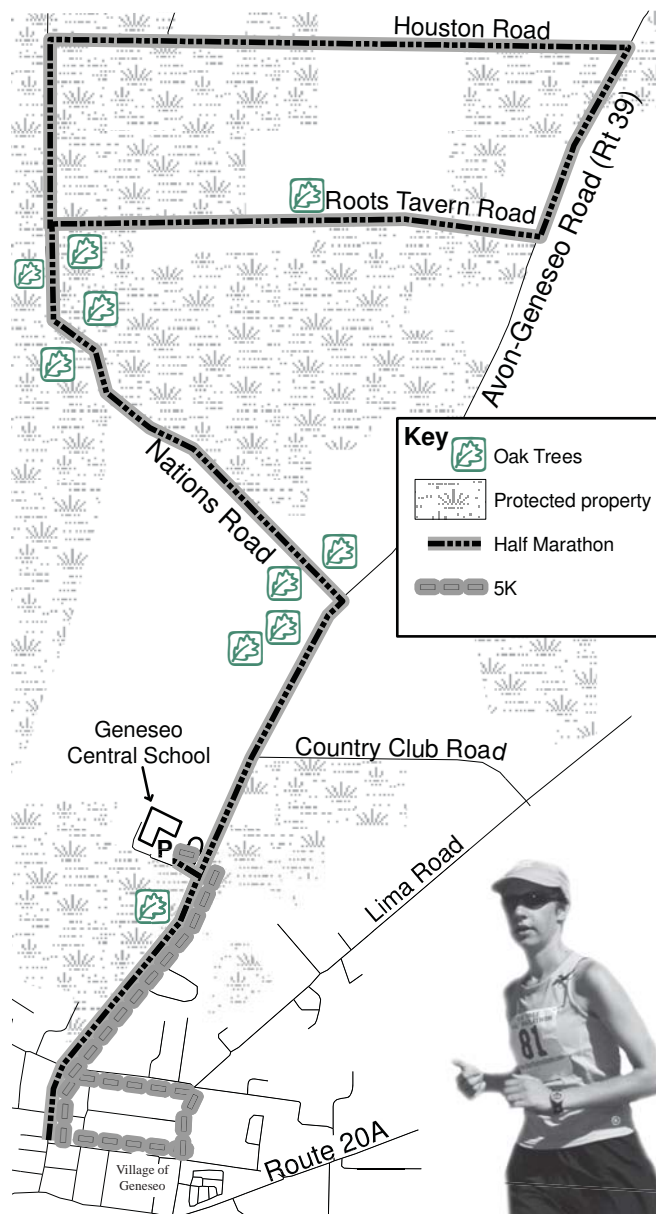 Houston Road
Avon-Geneseo Road (Rt 39)
Roots Tavern Road
Nations Road
Key
Oak Trees
Protected property
Half Marathon
5K
Geneseo
Central School
P
Country Club Road
Lima Road
81
Route 20A
Village of
Geneseo